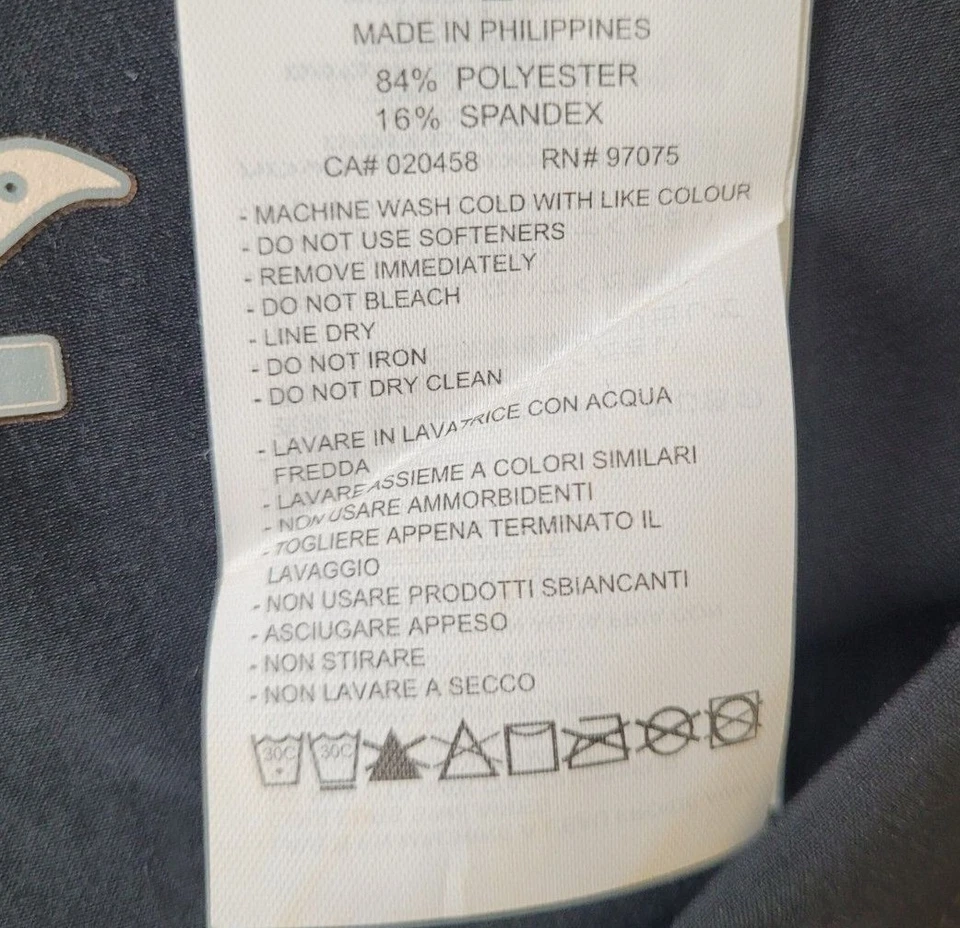 MADE IN PHILIPPINES
84% POLYESTER
16% SPANDEX
CA# 020458 RN# 97075
- MACHINE WASH COLD WITH LIKE COLOUR
- DO NOT USE SOFTENERS
- REMOVE IMMEDIATELY
- DO NOT BLEACH
- LINE DRY
- DO NOT IRON
- DO NOT DRY CLEAN
- LAVARE IN LAVATRICE CON ACQUA
FREDDA
- LAVARE ASSIEME A COLORI SIMILARI
- NON USARE AMMORBIDENTI
- TOGLIERE APPENA TERMINATO IL
LAVAGGIO
- NON USARE PRODOTTI SBIANCANTI
- ASCIUGARE APPESO
- NON STIRARE
- NON LAVARE A SECCO
30C 30C